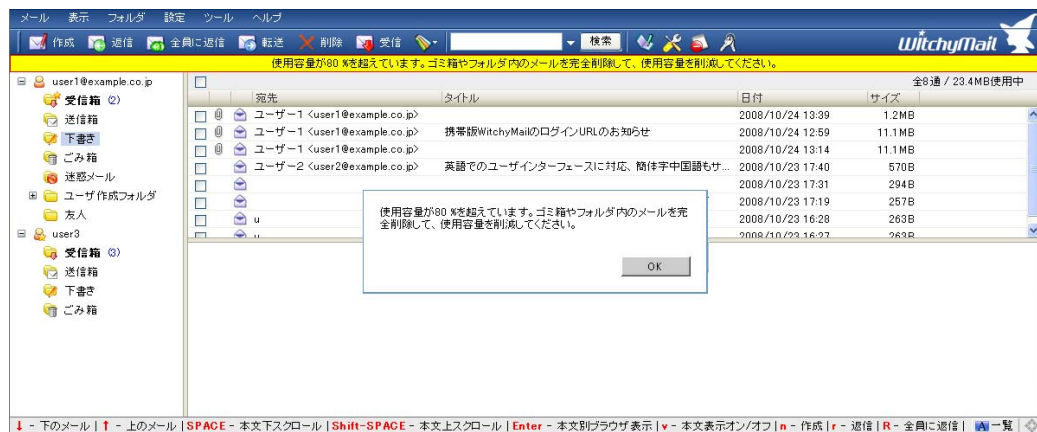 メール 表示 フォルダ 設定 ツール ヘルプ
作成 返信 全員に返信 転送 削除 受信 検索 WitchyMail
使用容量が80 %を超えています。ゴミ箱やフォルダ内のメールを完全削除して、使用容量を削減してください。
user1@example.co.jp
受信箱 (2)
送信箱
下書き
ごみ箱
迷惑メール
ユーザ作成フォルダ
友人
user3
受信箱 (3)
送信箱
下書き
ごみ箱
全8通 / 23.4MB使用中
宛先 タイトル 日付 サイズ
ユーザー1 <user1@example.co.jp> 2008/10/24 13:39 1.2MB
ユーザー1 <user1@example.co.jp> 携帯版WitchyMailのログインURLのお知らせ 2008/10/24 12:59 11.1MB
ユーザー1 <user1@example.co.jp> 2008/10/24 13:14 11.1MB
ユーザー2 <user2@example.co.jp> 英語でのユーザインターフェースに対応、簡体字中国語もサ... 2008/10/23 17:40 570B
2008/10/23 17:31 294B
2008/10/23 17:19 257B
u 2008/10/23 16:28 263B
u 2008/10/23 16:27 263B
使用容量が80 %を超えています。ゴミ箱やフォルダ内のメールを完
全削除して、使用容量を削減してください。
OK
↓ - 下のメール | ↑ - 上のメール | SPACE - 本文下スクロール | Shift-SPACE - 本文上スクロール | Enter - 本文別ブラウザ表示 | v - 本文表示オン/オフ | n - 作成 | r - 返信 | R - 全員に返信 | A 一覧